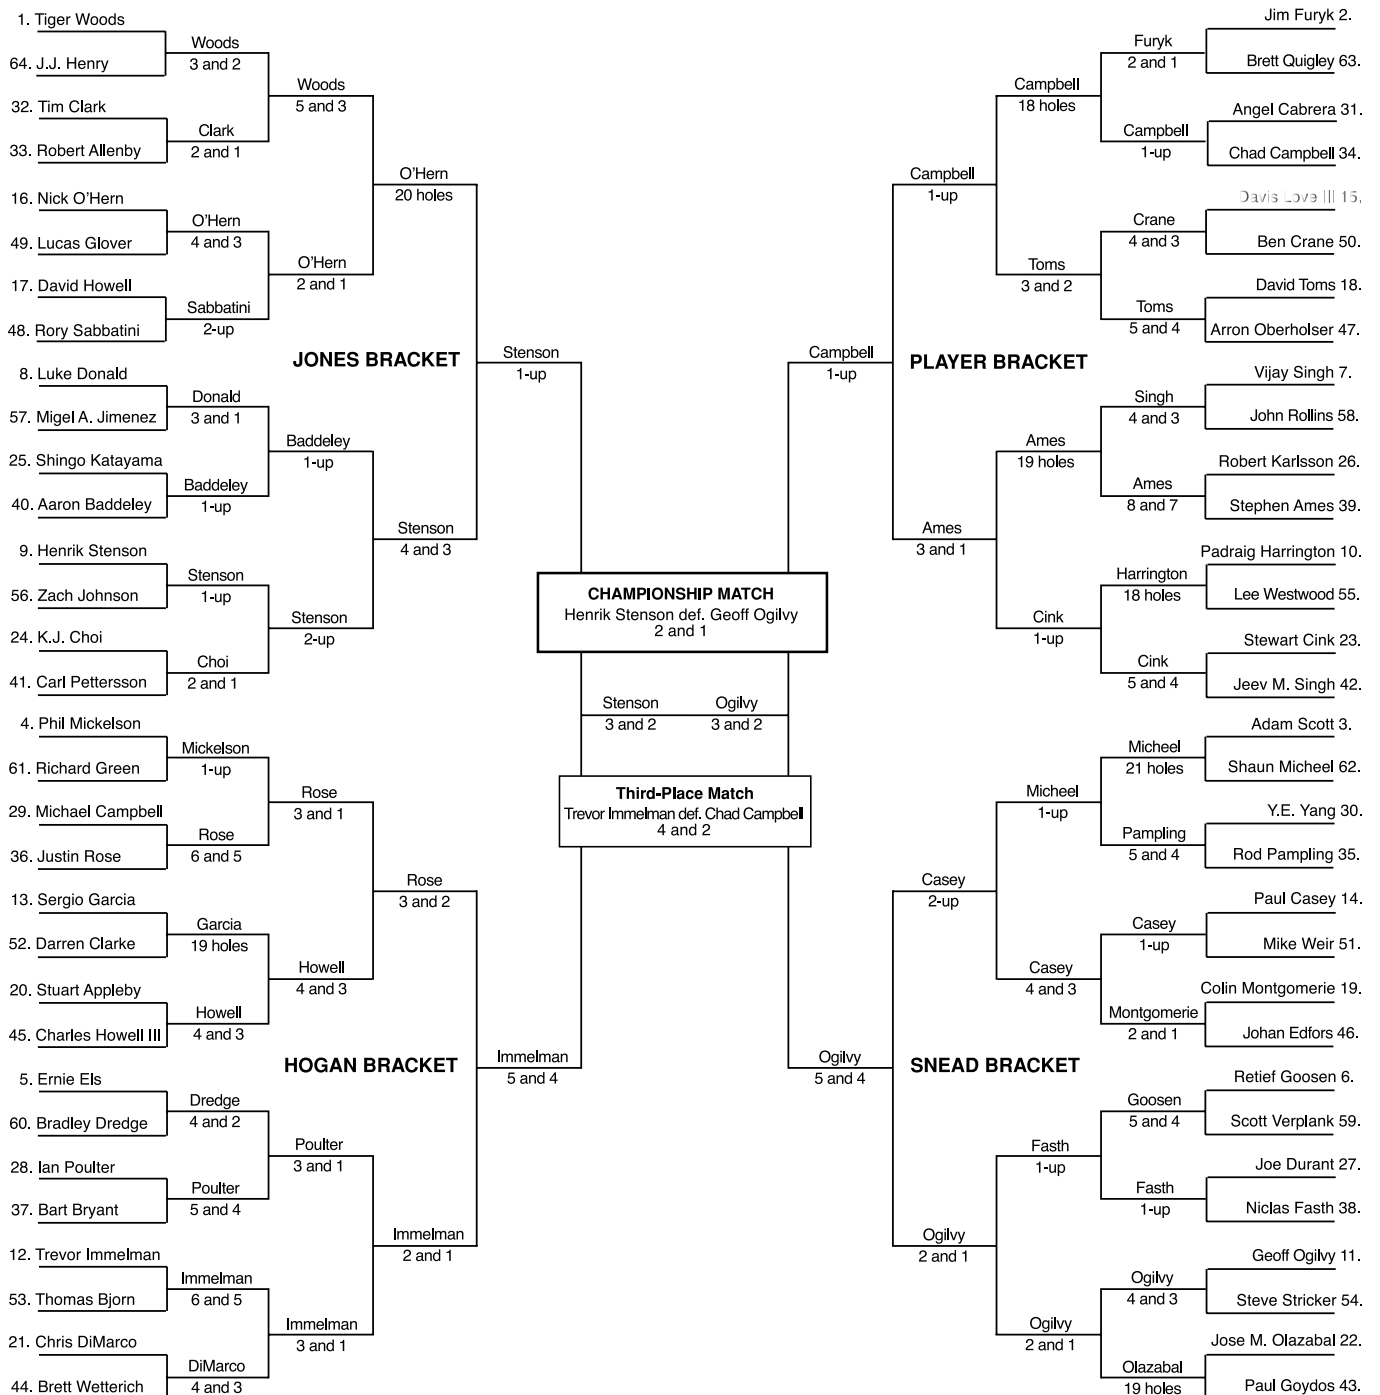 1. Tiger Woods
Woods
3 and 2
64. J.J. Henry
Woods
5 and 3
32. Tim Clark
Clark
2 and 1
33. Robert Allenby
O'Hern
20 holes
16. Nick O'Hern
O'Hern
4 and 3
49. Lucas Glover
O'Hern
2 and 1
17. David Howell
Sabbatini
2-up
48. Rory Sabbatini
JONES BRACKET
Stenson
1-up
8. Luke Donald
Donald
3 and 1
57. Migel A. Jimenez
Baddeley
1-up
25. Shingo Katayama
Baddeley
1-up
40. Aaron Baddeley
Stenson
4 and 3
9. Henrik Stenson
Stenson
1-up
56. Zach Johnson
Stenson
2-up
24. K.J. Choi
Choi
2 and 1
41. Carl Pettersson
4. Phil Mickelson
Mickelson
1-up
61. Richard Green
Rose
3 and 1
29. Michael Campbell
Rose
6 and 5
36. Justin Rose
Rose
3 and 2
13. Sergio Garcia
Garcia
19 holes
52. Darren Clarke
Howell
4 and 3
20. Stuart Appleby
Howell
4 and 3
45. Charles Howell III
HOGAN BRACKET
Immelman
5 and 4
5. Ernie Els
Dredge
4 and 2
60. Bradley Dredge
Poulter
3 and 1
28. Ian Poulter
Poulter
5 and 4
37. Bart Bryant
Immelman
2 and 1
12. Trevor Immelman
Immelman
6 and 5
53. Thomas Bjorn
Immelman
3 and 1
21. Chris DiMarco
DiMarco
4 and 3
44. Brett Wetterich
CHAMPIONSHIP MATCH
Henrik Stenson def. Geoff Ogilvy
2 and 1
Stenson
3 and 2
Ogilvy
3 and 2
Third-Place Match
Trevor Immelman def. Chad Campbell
4 and 2
Jim Furyk 2.
Furyk
2 and 1
Brett Quigley 63.
Campbell
18 holes
Angel Cabrera 31.
Campbell
1-up
Chad Campbell 34.
Campbell
1-up
Davis Love III 15.
Crane
4 and 3
Ben Crane 50.
Toms
3 and 2
David Toms 18.
Toms
5 and 4
Arron Oberholser 47.
Campbell
1-up
PLAYER BRACKET
Vijay Singh 7.
Singh
4 and 3
John Rollins 58.
Ames
19 holes
Robert Karlsson 26.
Ames
8 and 7
Stephen Ames 39.
Ames
3 and 1
Padraig Harrington 10.
Harrington
18 holes
Lee Westwood 55.
Cink
1-up
Stewart Cink 23.
Cink
5 and 4
Jeev M. Singh 42.
Adam Scott 3.
Micheel
21 holes
Shaun Micheel 62.
Micheel
1-up
Y.E. Yang 30.
Pampling
5 and 4
Rod Pampling 35.
Casey
2-up
Paul Casey 14.
Casey
1-up
Mike Weir 51.
Casey
4 and 3
Colin Montgomerie 19.
Montgomerie
2 and 1
Johan Edfors 46.
Ogilvy
5 and 4
SNEAD BRACKET
Retief Goosen 6.
Goosen
5 and 4
Scott Verplank 59.
Fasth
1-up
Joe Durant 27.
Fasth
1-up
Niclas Fasth 38.
Ogilvy
2 and 1
Geoff Ogilvy 11.
Ogilvy
4 and 3
Steve Stricker 54.
Ogilvy
2 and 1
Jose M. Olazabal 22.
Olazabal
19 holes
Paul Goydos 43.